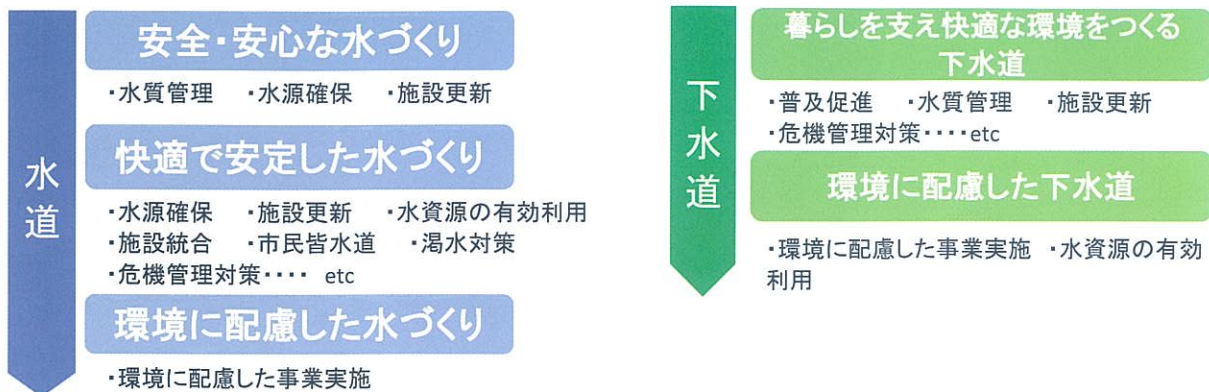 水道
安全・安心な水づくり
・水質管理 ・水源確保 ・施設更新
快適で安定した水づくり
・水源確保 ・施設更新 ・水資源の有効利用
・施設統合 ・市民皆水道 ・渇水対策
・危機管理対策・・・・ etc
環境に配慮した水づくり
・環境に配慮した事業実施
下水道
暮らしを支え快適な環境をつくる
下水道
・普及促進 ・水質管理 ・施設更新
・危機管理対策・・・・etc
環境に配慮した下水道
・環境に配慮した事業実施 ・水資源の有効
利用